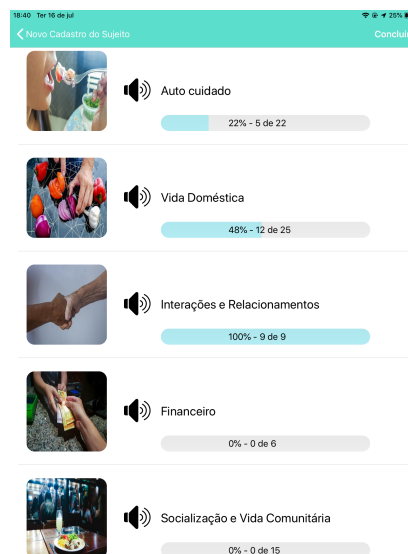 18:40 Ter 16 de jul
25%
Novo Cadastro do Sujeito
Concluir
Auto cuidado
22% - 5 de 22
Vida Doméstica
48% - 12 de 25
Interações e Relacionamentos
100% - 9 de 9
Financeiro
0% - 0 de 6
Socialização e Vida Comunitária
0% - 0 de 15